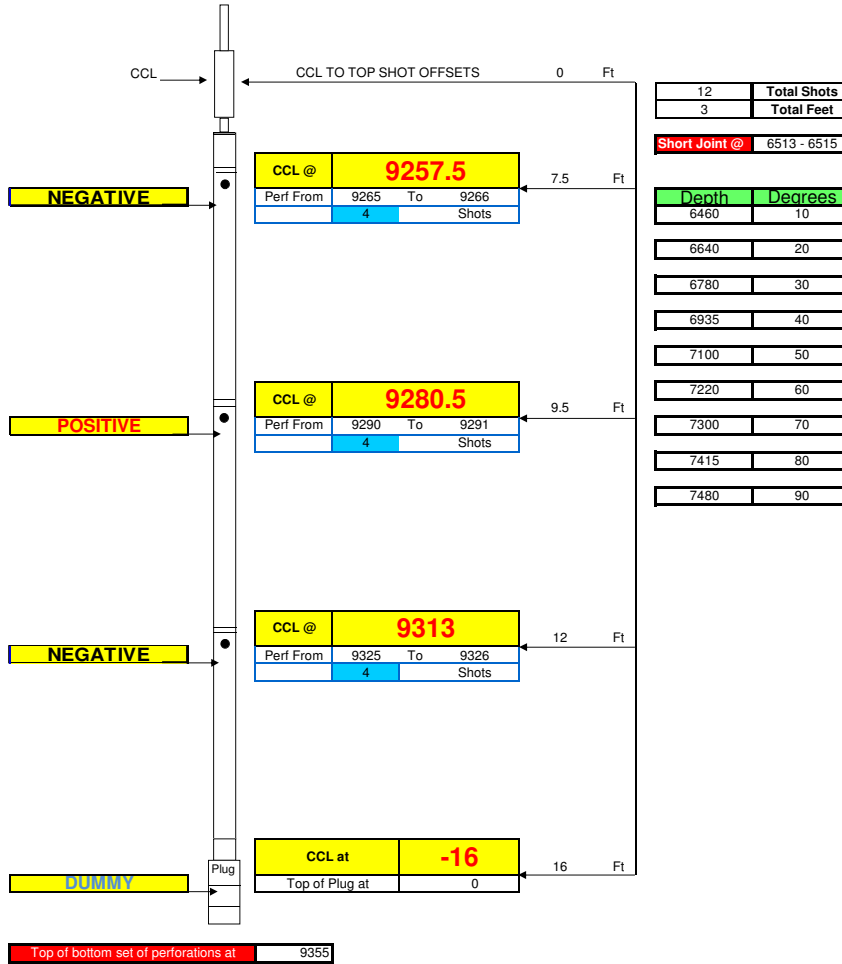 CCL
CCL TO TOP SHOT OFFSETS 0 Ft
12 Total Shots
3 Total Feet
Short Joint @ 6513 - 6515
CCL @ 9257.5
7.5 Ft
NEGATIVE
Perf From 9265 To 9266
4 Shots
Depth Degrees
6460 10
6640 20
6780 30
6935 40
7100 50
7220 60
7300 70
7415 80
7480 90
CCL @ 9280.5
9.5 Ft
POSITIVE
Perf From 9290 To 9291
4 Shots
CCL @ 9313
12 Ft
NEGATIVE
Perf From 9325 To 9326
4 Shots
CCL at -16
Plug
16 Ft
DUMMY
Top of Plug at 0
Top of bottom set of perforations at 9355